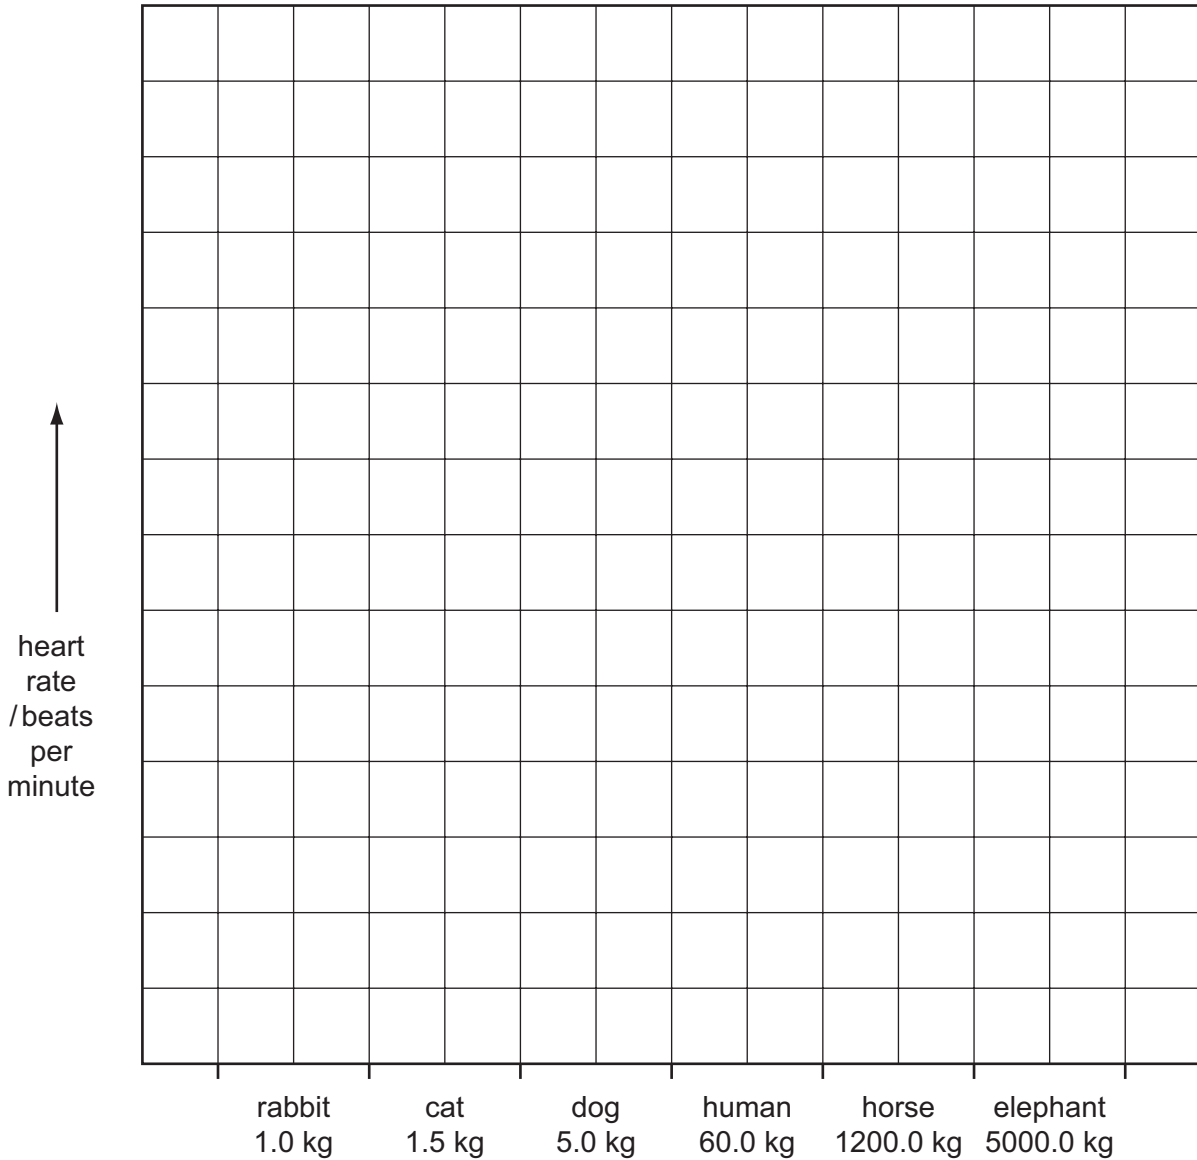 heart
rate
/ beats
per
minute
rabbit cat dog human horse elephant
1.0 kg 1.5 kg 5.0 kg 60.0 kg 1200.0 kg 5000.0 kg